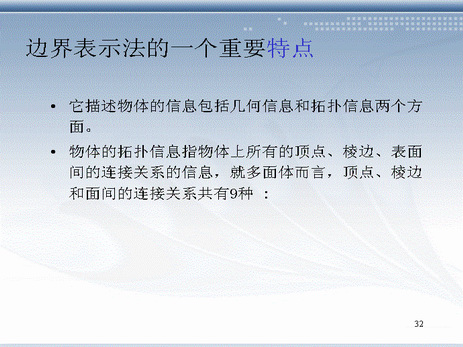 边界表示法的一个重要特点
• 它描述物体的信息包括几何信息和拓扑信息两个方
面。
• 物体的拓扑信息指物体上所有的顶点、棱边、表面
间的连接关系的信息，就多面体而言，顶点、棱边
和面间的连接关系共有9种 ：
32